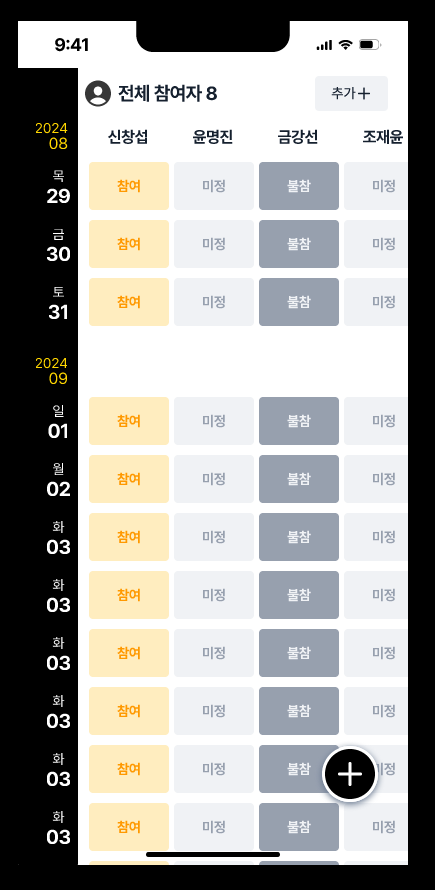 9:41
전체 참여자 8
추가
2024
08
신창섭 윤명진 금강선 조재윤
목
29
참여 미정 불참 미정
금
30
참여 미정 불참 미정
토
31
참여 미정 불참 미정
2024
09
일
01
참여 미정 불참 미정
월
02
참여 미정 불참 미정
화
03
참여 미정 불참 미정
화
03
참여 미정 불참 미정
화
03
참여 미정 불참 미정
화
03
참여 미정 불참 미정
화
03
참여 미정 불참 미정
화
03
참여 미정 불참 미정